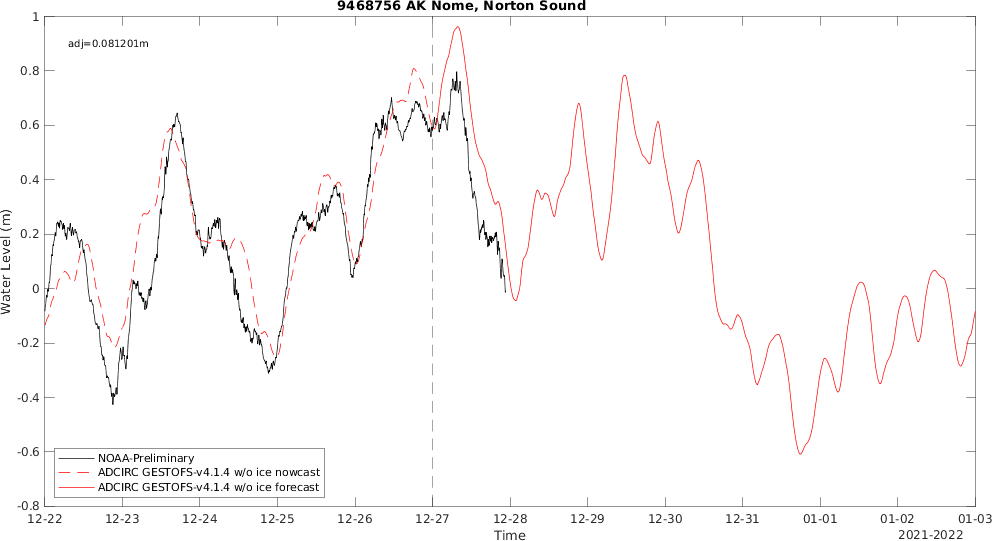 9468756 AK Nome, Norton Sound
adj=0.081201m
1
0.8
0.6
0.4
0.2
0
-0.2
-0.4
-0.6
-0.8
Water Level (m)
NOAA-Preliminary
ADCIRC GESTOFS-v4.1.4 w/o ice nowcast
ADCIRC GESTOFS-v4.1.4 w/o ice forecast
12-22 12-23 12-24 12-25 12-26 12-27 12-28 12-29 12-30 12-31 01-01 01-02 01-03
Time
2021-2022